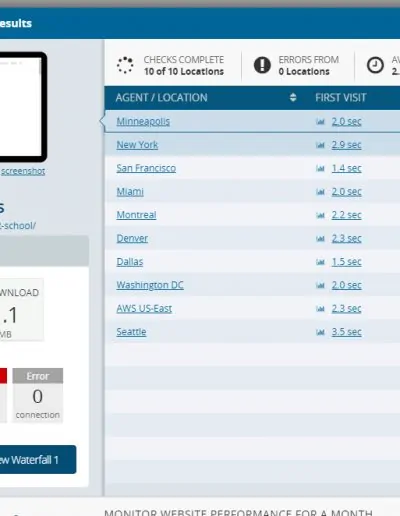 esults
CHECKS COMPLETE
10 of 10 Locations
ERRORS FROM
0 Locations
2.
AGENT / LOCATION FIRST VISIT
Minneapolis 2.0 sec
New York 2.9 sec
San Francisco 1.4 sec
Miami 2.0 sec
Montreal 2.2 sec
Denver 2.3 sec
Dallas 1.5 sec
Washington DC 2.0 sec
AWS US-East 2.3 sec
Seattle 3.5 sec
screenshot
s
-school/
WNLOAD
.1
MB
Error
0
connection
ew Waterfall 1
MONITOR WEBSITE PERFORMANCE FOR A MONTH